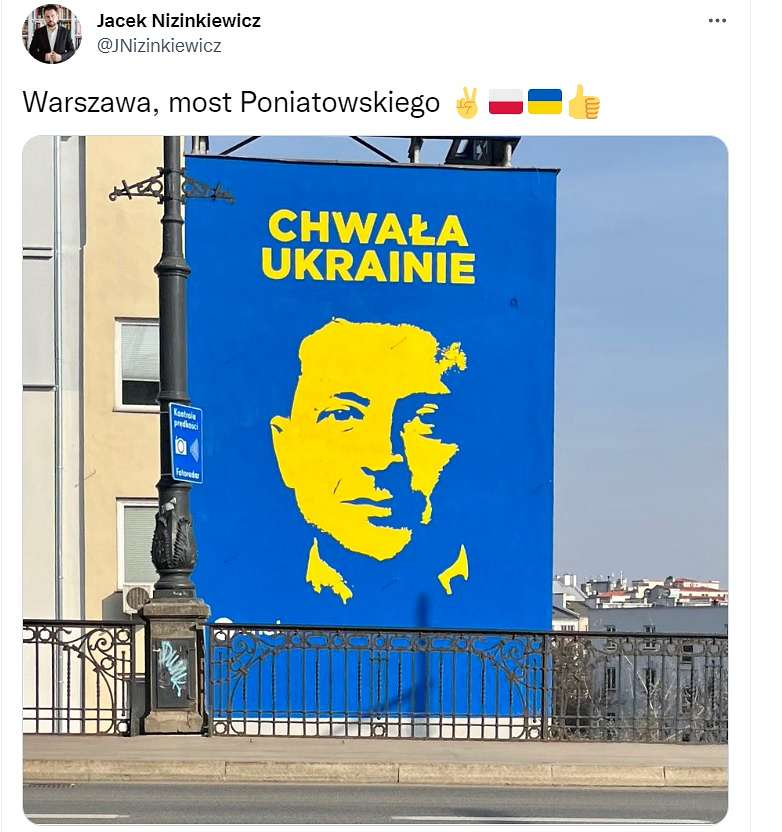 Jacek Nizinkiewicz
@JNizinkiewicz
Warszawa, most Poniatowskiego ✌️🇵🇱🇺🇦👍
CHWAŁA
UKRAINIE
Kontrola
prędkości
Fotoradar